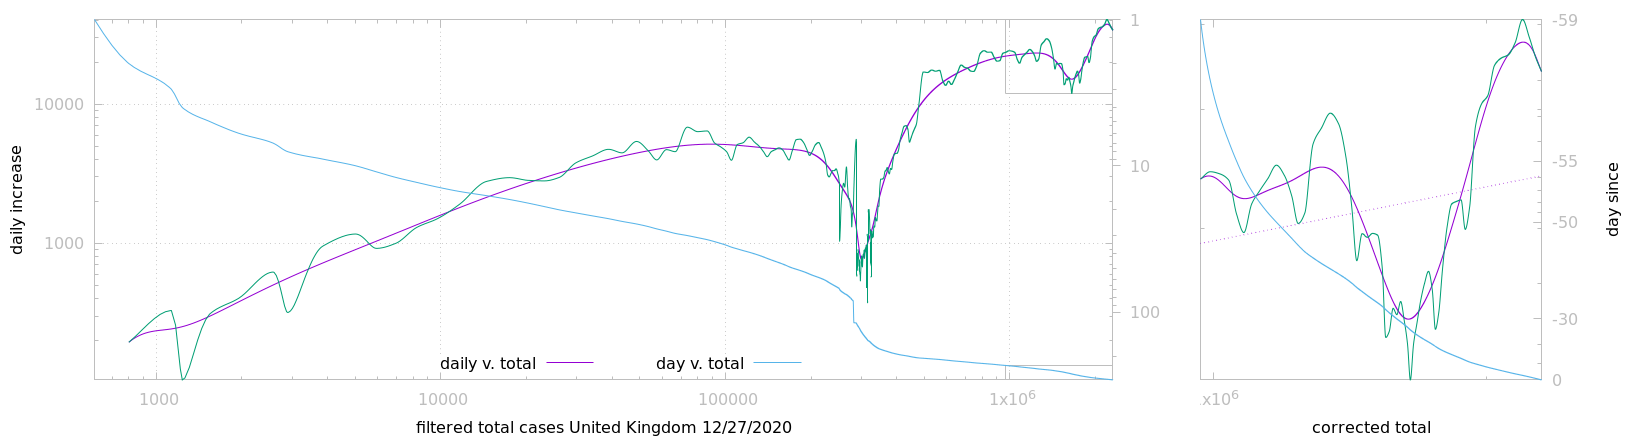 daily increase
10000
1000
1000
10000
100000
1x10⁶
daily v. total
day v. total
1
10
100
filtered total cases United Kingdom 12/27/2020
-59
-55
-50
-30
0
day since
x10⁶
corrected total